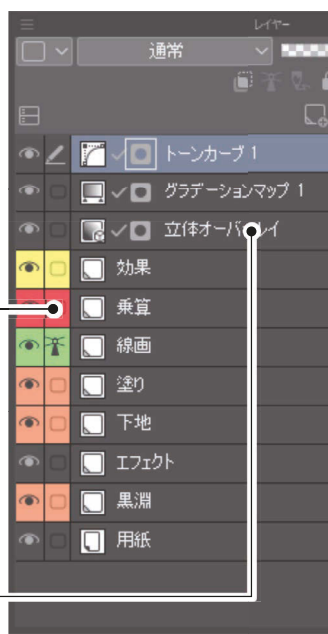 レイヤー
通常
トーンカーブ 1
グラデーションマップ 1
立体オーバーレイ
効果
乗算
線画
塗り
下地
エフェクト
黒淵
用紙